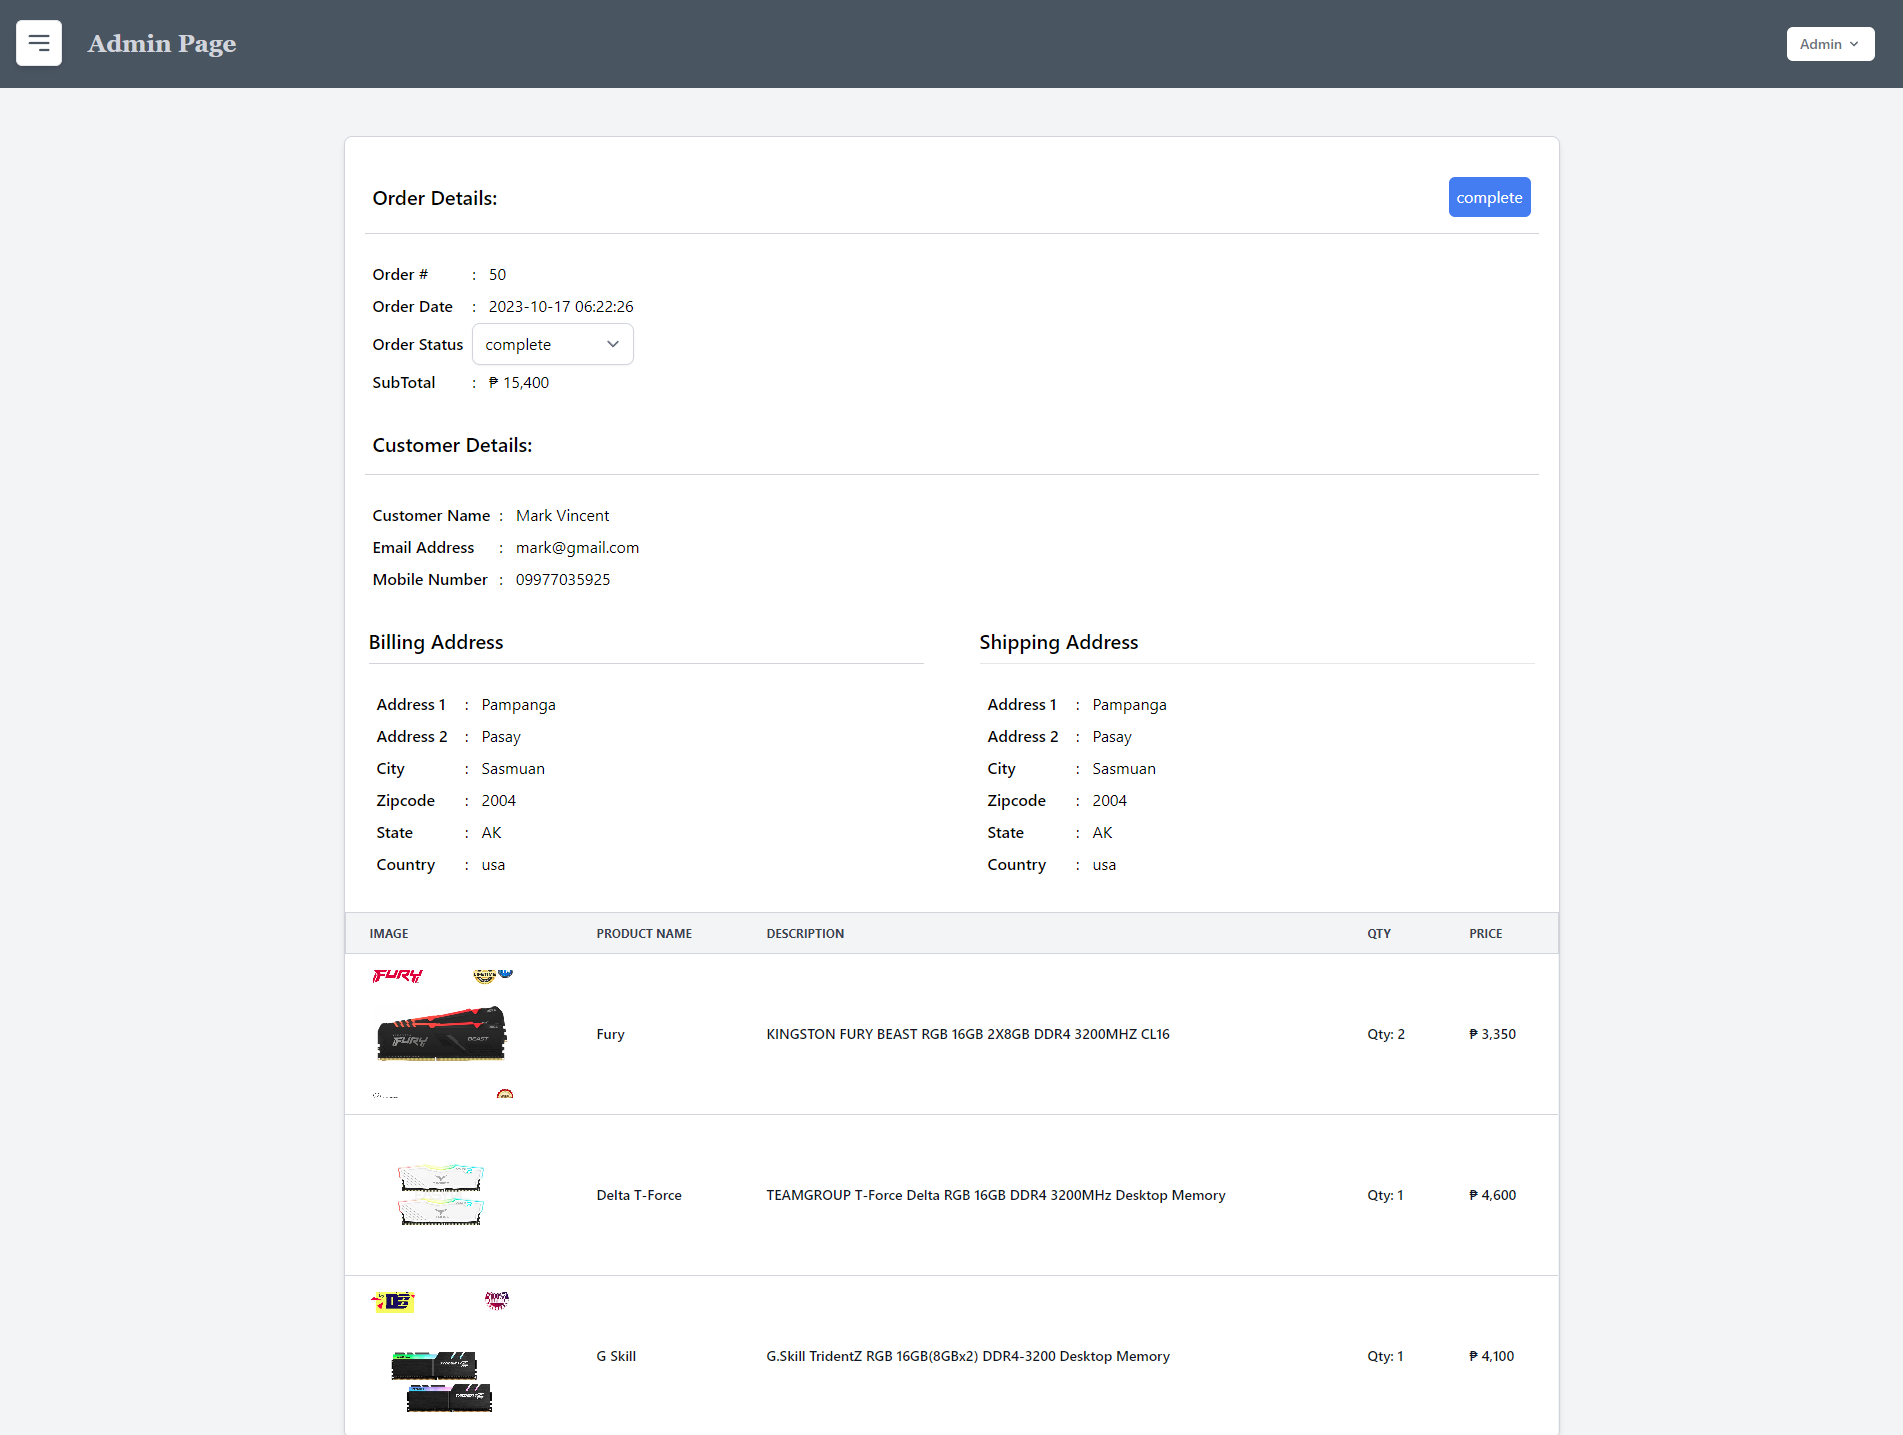 Admin Page
Admin
Order Details:
complete
Order # : 50
Order Date : 2023-10-17 06:22:26
Order Status complete
SubTotal : ₱ 15,400
Customer Details:
Customer Name : Mark Vincent
Email Address : mark@gmail.com
Mobile Number : 09977035925
Billing Address
Shipping Address
Address 1 : Pampanga
Address 2 : Pasay
City : Sasmuan
Zipcode : 2004
State : AK
Country : usa
Address 1 : Pampanga
Address 2 : Pasay
City : Sasmuan
Zipcode : 2004
State : AK
Country : usa
IMAGE PRODUCT NAME DESCRIPTION QTY PRICE
FURY
FURY BEAST
Fury KINGSTON FURY BEAST RGB 16GB 2X8GB DDR4 3200MHZ CL16 Qty: 2 ₱ 3,350
Delta T-Force TEAMGROUP T-Force Delta RGB 16GB DDR4 3200MHz Desktop Memory Qty: 1 ₱ 4,600
G Skill G.Skill TridentZ RGB 16GB(8GBx2) DDR4-3200 Desktop Memory Qty: 1 ₱ 4,100